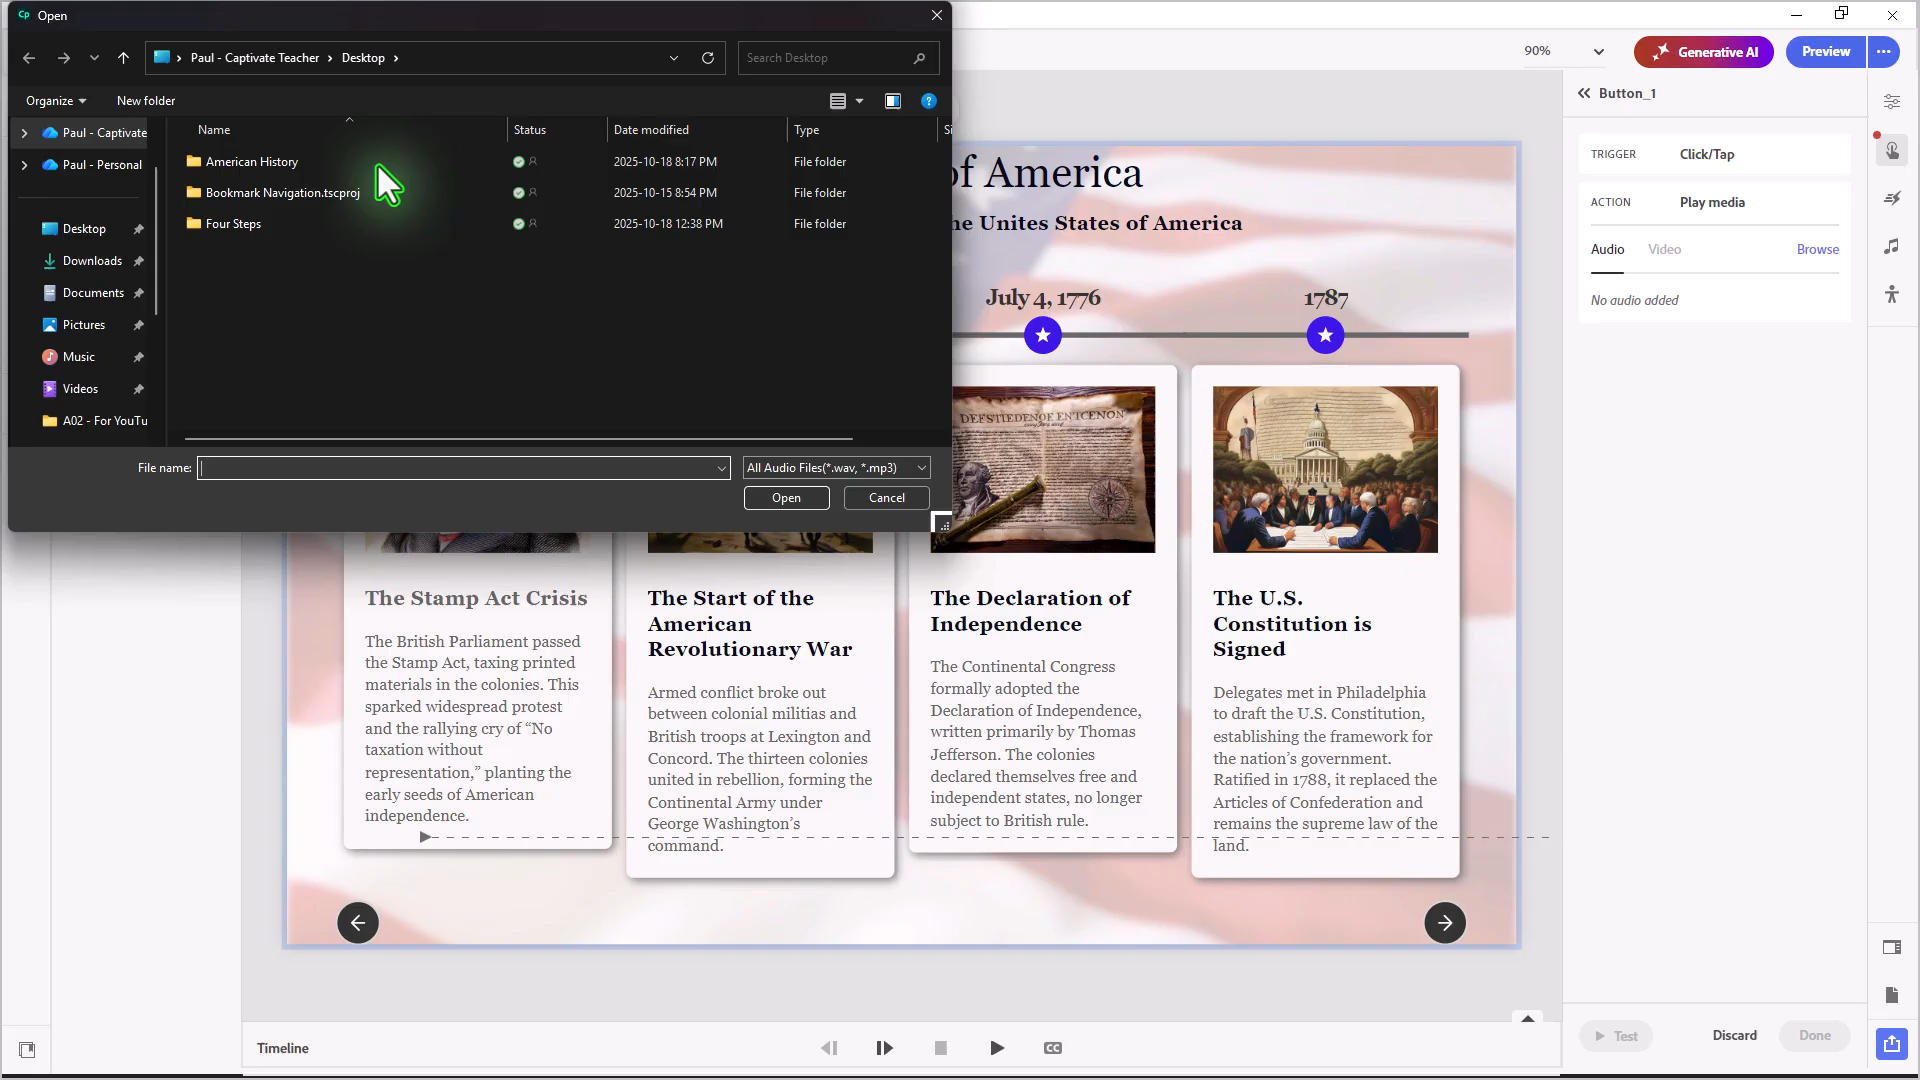 Cp Open
Paul - Captivate Teacher
Desktop
Search Desktop
Organize
New folder
Name
Status
Date modified
Type
Si
Paul - Captivate
Paul - Personal
Desktop
Downloads
Documents
Pictures
Music
Videos
A02 - For YouTu
American History
2025-10-18 8:17 PM
File folder
Bookmark Navigation.tscproj
2025-10-15 8:54 PM
File folder
Four Steps
2025-10-18 12:38 PM
File folder
File name:
All Audio Files(*.wav, *.mp3)
Open
Cancel
90%
Generative AI
Preview
Button_1
TRIGGER
Click/Tap
ACTION
Play media
Audio
Video
Browse
No audio added
of America
he Unites States of America
July 4, 1776
1787
DEFSTIEDENOF ENTCENON
The Stamp Act Crisis
The British Parliament passed
the Stamp Act, taxing printed
materials in the colonies. This
sparked widespread protest
and the rallying cry of “No
taxation without
representation,” planting the
early seeds of American
independence.
The Start of the
American
Revolutionary War
Armed conflict broke out
between colonial militias and
British troops at Lexington and
Concord. The thirteen colonies
united in rebellion, forming the
Continental Army under
George Washington’s
command.
The Declaration of
Independence
The Continental Congress
formally adopted the
Declaration of Independence,
written primarily by Thomas
Jefferson. The colonies
declared themselves free and
independent states, no longer
subject to British rule.
The U.S.
Constitution is
Signed
Delegates met in Philadelphia
to draft the U.S. Constitution,
establishing the framework for
the nation’s government.
Ratified in 1788, it replaced the
Articles of Confederation and
remains the supreme law of the
land.
Timeline
CC
Test
Discard
Done